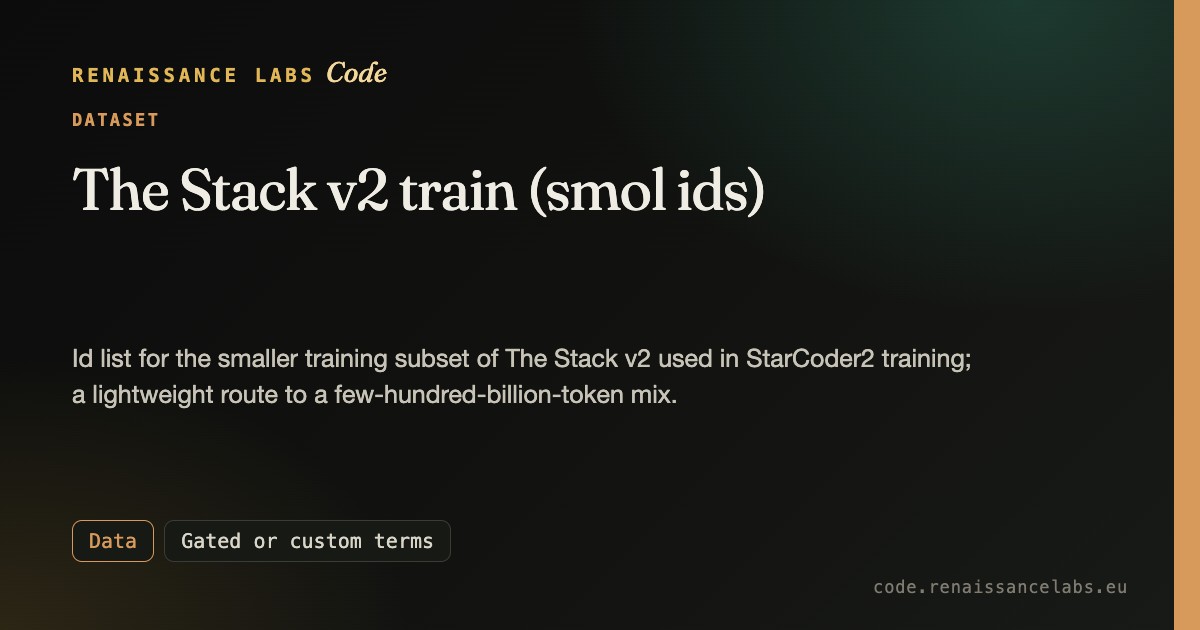 RENAISSANCE LABS Code
DATASET
The Stack v2 train (smol ids)
Id list for the smaller training subset of The Stack v2 used in StarCoder2 training;
a lightweight route to a few-hundred-billion-token mix.
Data
Gated or custom terms
code.renaissancelabs.eu